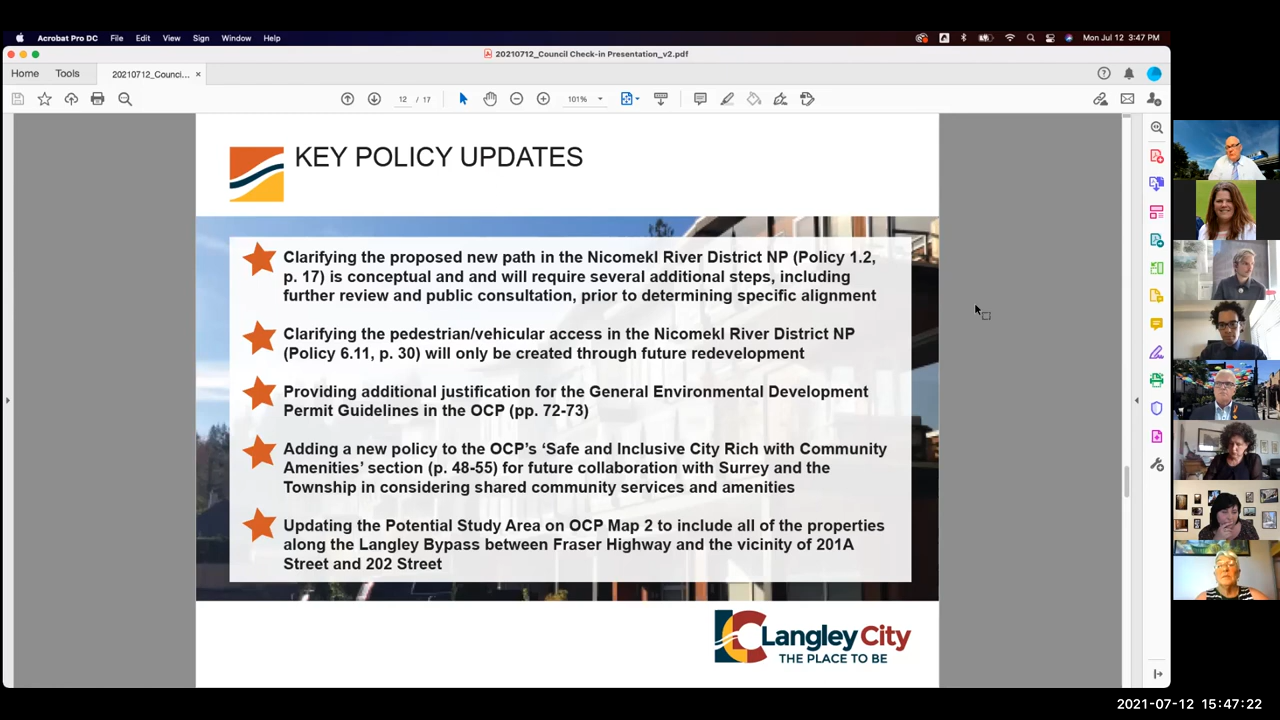 Acrobat Pro DC File Edit View Sign Window Help Mon Jul 12 3:47 PM
20210712_Council Check-in Presentation_v2.pdf
Home Tools 20210712_Counci... ×
12 / 17 101%
KEY POLICY UPDATES
Clarifying the proposed new path in the Nicomekl River District NP (Policy 1.2,
p. 17) is conceptual and and will require several additional steps, including
further review and public consultation, prior to determining specific alignment
Clarifying the pedestrian/vehicular access in the Nicomekl River District NP
(Policy 6.11, p. 30) will only be created through future redevelopment
Providing additional justification for the General Environmental Development
Permit Guidelines in the OCP (pp. 72-73)
Adding a new policy to the OCP's 'Safe and Inclusive City Rich with Community
Amenities' section (p. 48-55) for future collaboration with Surrey and the
Township in considering shared community services and amenities
Updating the Potential Study Area on OCP Map 2 to include all of the properties
along the Langley Bypass between Fraser Highway and the vicinity of 201A
Street and 202 Street
Langley City
THE PLACE TO BE
2021-07-12 15:47:22